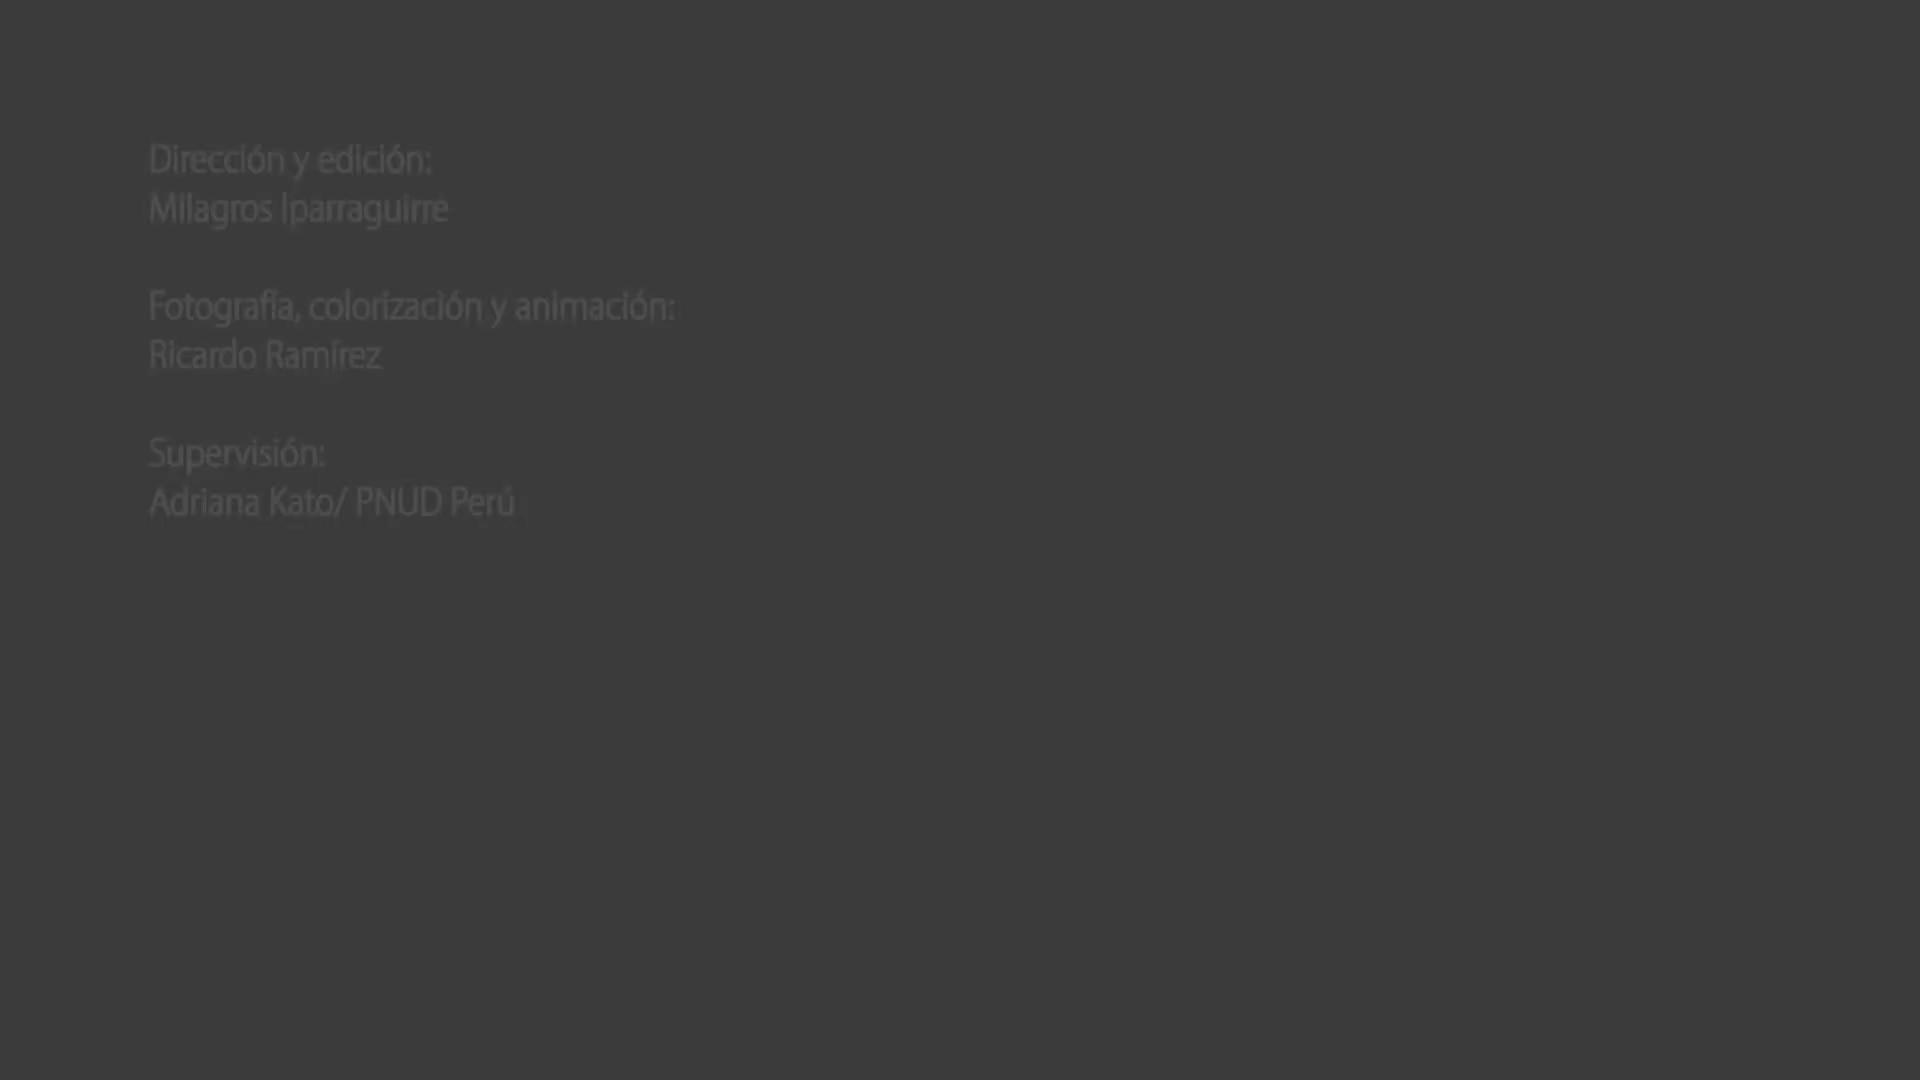 Dirección y edición:
Milagros Iparraguirre
Fotografía, colorización y animación:
Ricardo Ramírez
Supervisión:
Adriana Kato/ PNUD Perú